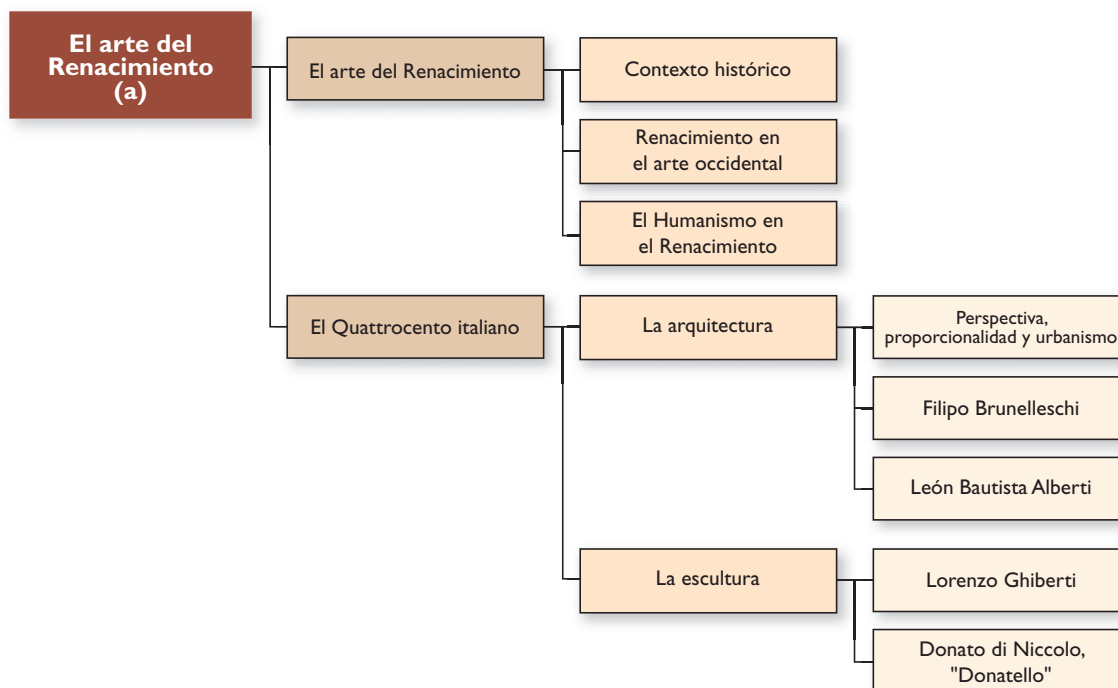 El arte del
Renacimiento
(a)
El arte del Renacimiento
Contexto histórico
Renacimiento en
el arte occidental
El Humanismo en
el Renacimiento
El Quattrocento italiano
La arquitectura
Perspectiva,
proporcionalidad y urbanismo
Filipo Brunelleschi
León Bautista Alberti
La escultura
Lorenzo Ghiberti
Donato di Niccolo,
"Donatello"